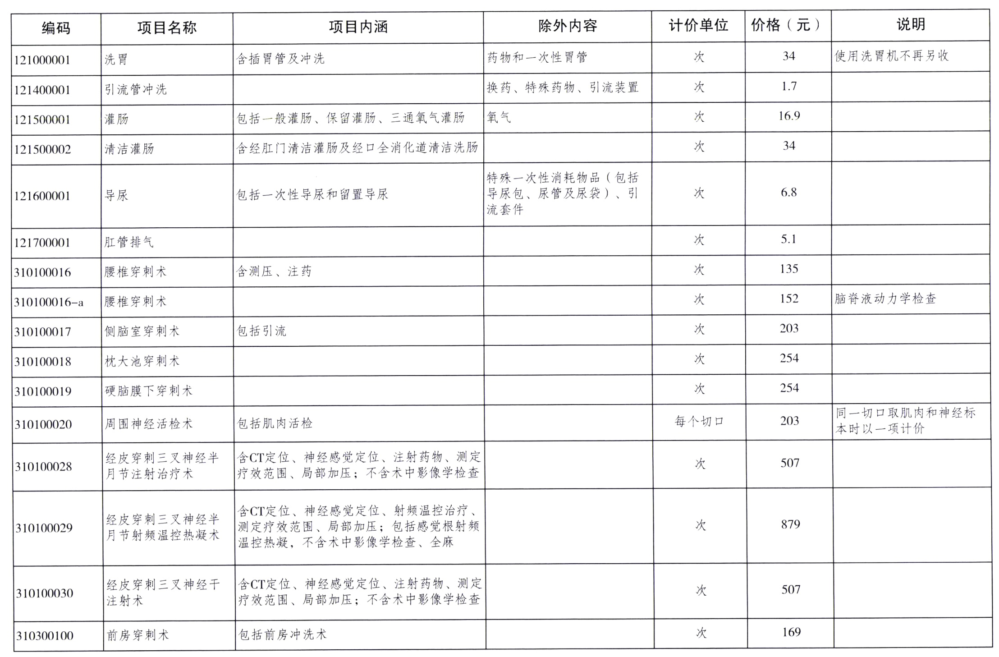 编码 项目名称 项目内涵 除外内容 计价单位 价格（元） 说明
121000001 洗胃 含插胃管及冲洗 药物和一次性胃管 次 34 使用洗胃机不再另收
121400001 引流管冲洗 换药、特殊药物、引流装置 次 1.7
121500001 灌肠 包括一般灌肠、保留灌肠、三通氧气灌肠 氧气 次 16.9
121500002 清洁灌肠 含经肛门清洁灌肠及经口全消化道清洁洗肠 次 34
121600001 导尿 包括一次性导尿和留置导尿
特殊一次性消耗物品（包括
导尿包、尿管及尿袋）、引
流套件
次 6.8
121700001 肛管排气 次 5.1
310100016 腰椎穿刺术 含测压、注药 次 135
310100016-a 腰椎穿刺术 次 152 脑脊液动力学检查
310100017 侧脑室穿刺术 包括引流 次 203
310100018 枕大池穿刺术 次 254
310100019 硬脑膜下穿刺术 次 254
310100020 周围神经活检术 包括肌肉活检 每个切口 203
同一切口取肌肉和神经标
本时以一项计价
310100028
经皮穿刺三叉神经半
月节注射治疗术
含CT定位、神经感觉定位、注射药物、测定
疗效范围、局部加压；不含术中影像学检查
次 507
310100029
经皮穿刺三叉神经半
月节射频温控热凝术
含CT定位、神经感觉定位、射频温控治疗、
测定疗效范围、局部加压；包括感觉根射频
温控热凝，不含术中影像学检查、全麻
次 879
310100030
经皮穿刺三叉神经干
注射术
含CT定位、神经感觉定位、注射药物、测定
疗效范围、局部加压；不含术中影像学检查
次 507
310300100 前房穿刺术 包括前房冲洗术 次 169